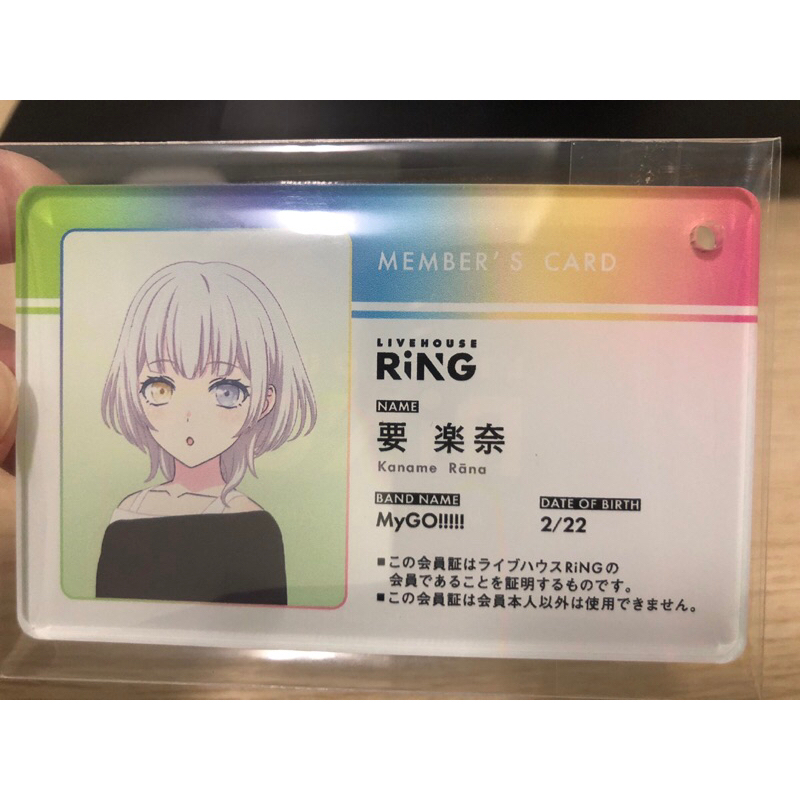 MEMBER'S CARD
LIVEHOUSE
RiNG
NAME
要 楽奈
Kaname Rāna
BAND NAME
MyGO!!!!!
DATE OF BIRTH
2/22
■この会員証はライブハウスRiNGの
会員であることを証明するものです。
■この会員証は会員本人以外は使用できません。